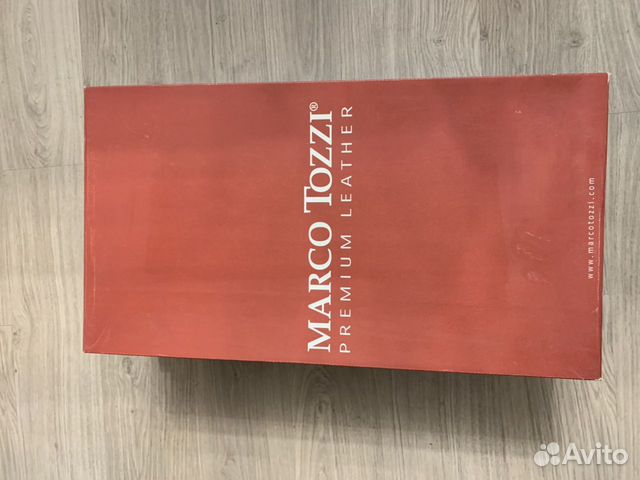 MARCO TOZZI®
PREMIUM LEATHER
www.marcotozzi.com
Avito